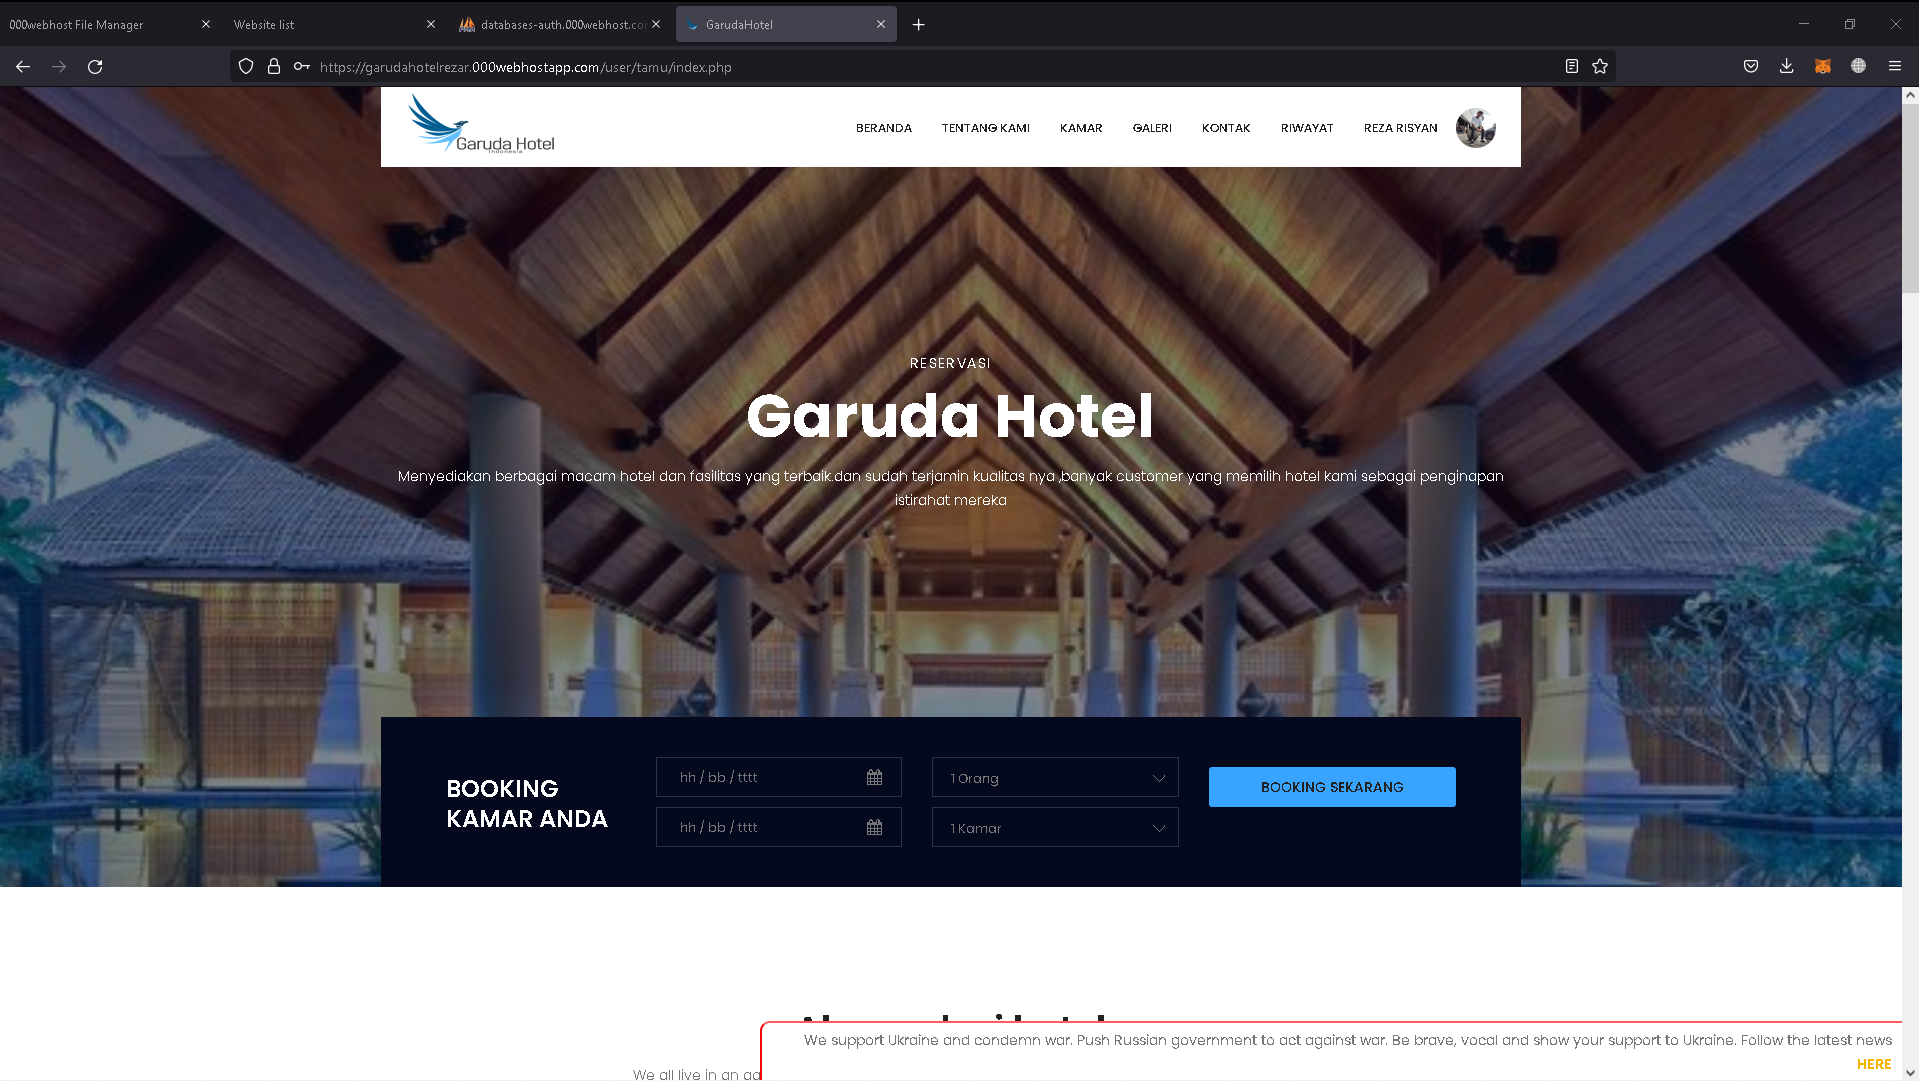 000webhost File Manager
Website list
databases-auth.000webhost.co
GarudaHotel
https://garudahotelrezar.000webhostapp.com/user/tamu/index.php
Garuda Hotel
Indonesia
BERANDA
TENTANG KAMI
KAMAR
GALERI
KONTAK
RIWAYAT
REZA RISYAN
RESERVASI
Garuda Hotel
Menyediakan berbagai macam hotel dan fasilitas yang terbaik.dan sudah terjamin kualitas nya ,banyak customer yang memilih hotel kami sebagai penginapan
istirahat mereka
BOOKING
KAMAR ANDA
hh / bb / tttt
1 Orang
BOOKING SEKARANG
hh / bb / tttt
1 Kamar
We support Ukraine and condemn war. Push Russian government to act against war. Be brave, vocal and show your support to Ukraine. Follow the latest news
HERE
We all live in an ag